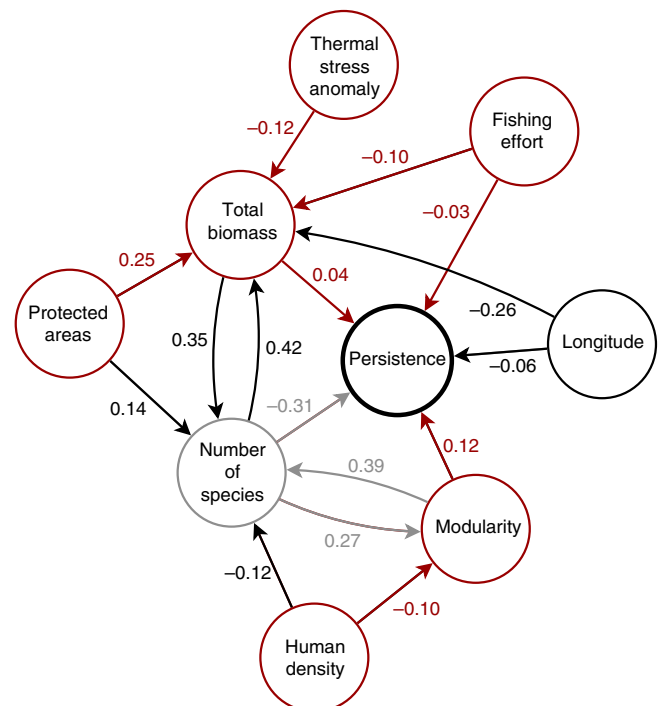 Thermal
stress
anomaly
Fishing
effort
–0.12
–0.10
Total
biomass
–0.03
0.25
0.04
Protected
areas
–0.26
Longitude
0.35
0.42
Persistence
–0.06
0.14
–0.31
Number
of
species
0.39
0.12
0.27
Modularity
–0.12
–0.10
Human
density